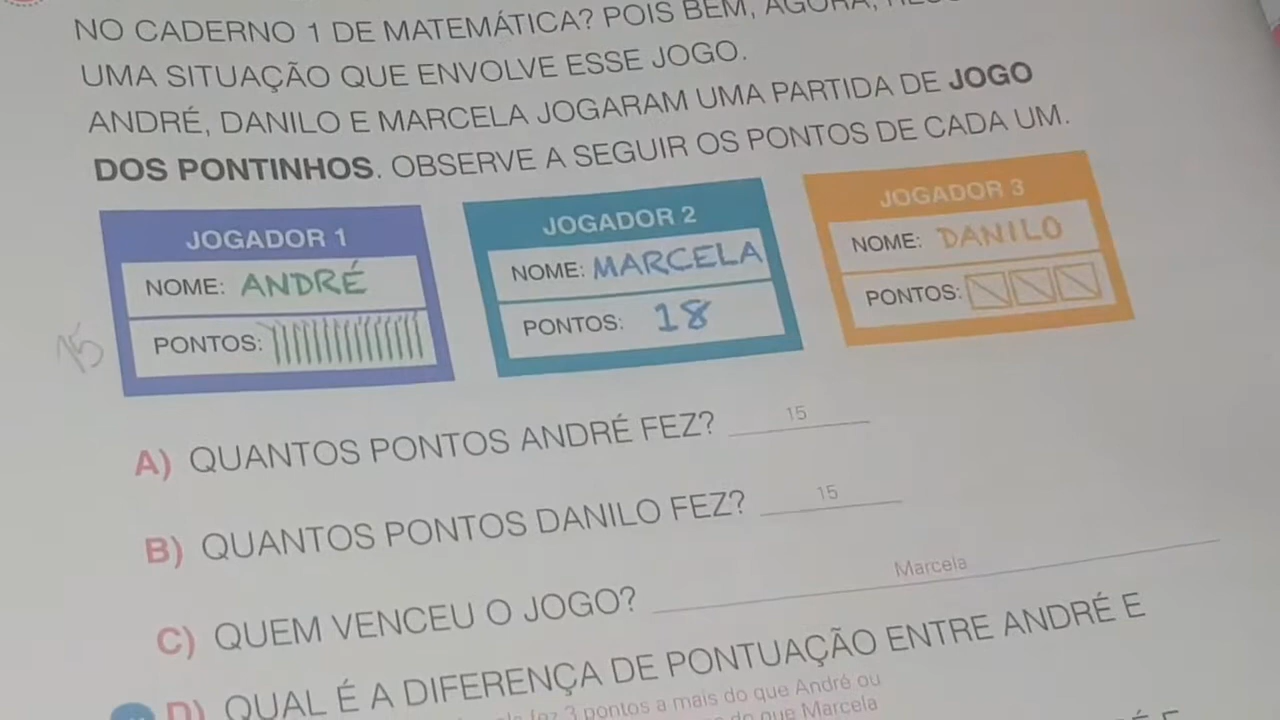 NO CADERNO 1 DE MATEMÁTICA? POIS BEM, AGORA,
UMA SITUAÇÃO QUE ENVOLVE ESSE JOGO.
ANDRÉ, DANILO E MARCELA JOGARAM UMA PARTIDA DE JOGO
DOS PONTINHOS. OBSERVE A SEGUIR OS PONTOS DE CADA UM.
JOGADOR 1
NOME: ANDRÉ
PONTOS:
15
JOGADOR 2
NOME: MARCELA
PONTOS: 18
JOGADOR 3
NOME: DANILO
PONTOS:
A) QUANTOS PONTOS ANDRÉ FEZ? 15
B) QUANTOS PONTOS DANILO FEZ? 15
C) QUEM VENCEU O JOGO? Marcela
D) QUAL É A DIFERENÇA DE PONTUAÇÃO ENTRE ANDRÉ E
fez 3 pontos a mais do que André ou
do que Marcela